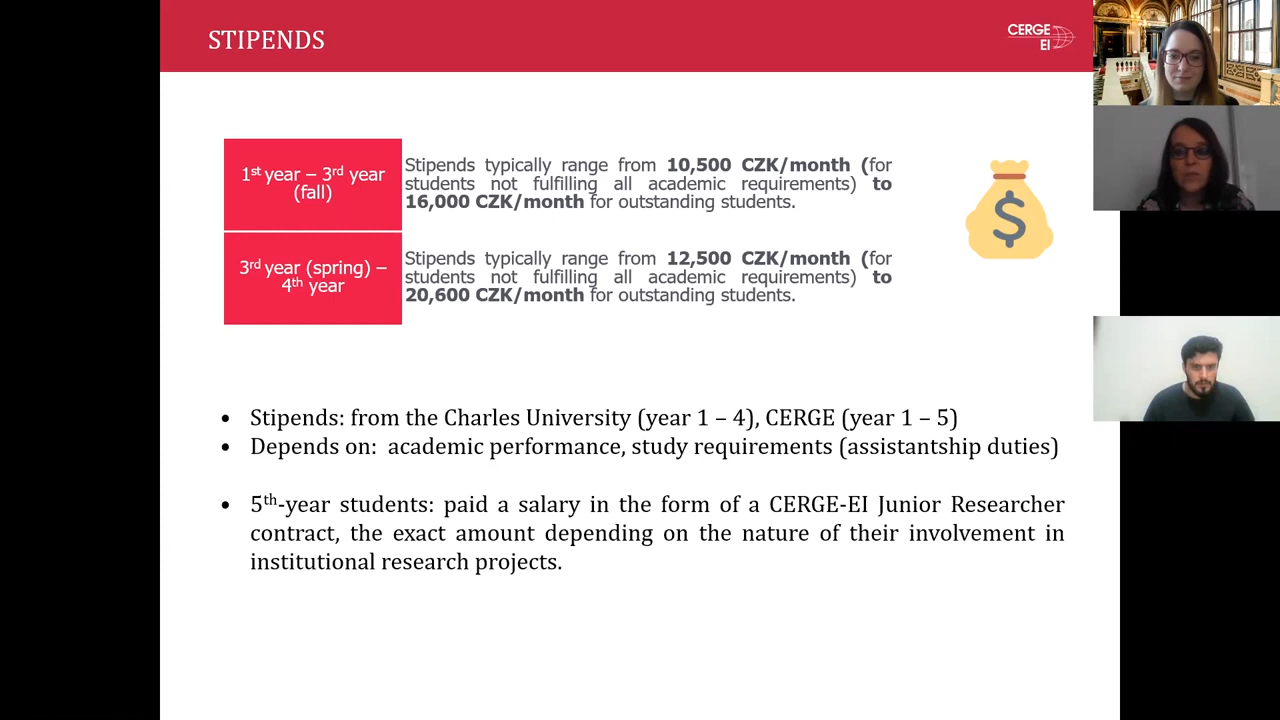 STIPENDS
CERGE
EI
1st year – 3rd year
(fall)
Stipends typically range from 10,500 CZK/month (for
students not fulfilling all academic requirements) to
16,000 CZK/month for outstanding students.
3rd year (spring) –
4th year
Stipends typically range from 12,500 CZK/month (for
students not fulfilling all academic requirements) to
20,600 CZK/month for outstanding students.
$
• Stipends: from the Charles University (year 1 – 4), CERGE (year 1 – 5)
• Depends on: academic performance, study requirements (assistantship duties)
• 5th-year students: paid a salary in the form of a CERGE-EI Junior Researcher
contract, the exact amount depending on the nature of their involvement in
institutional research projects.